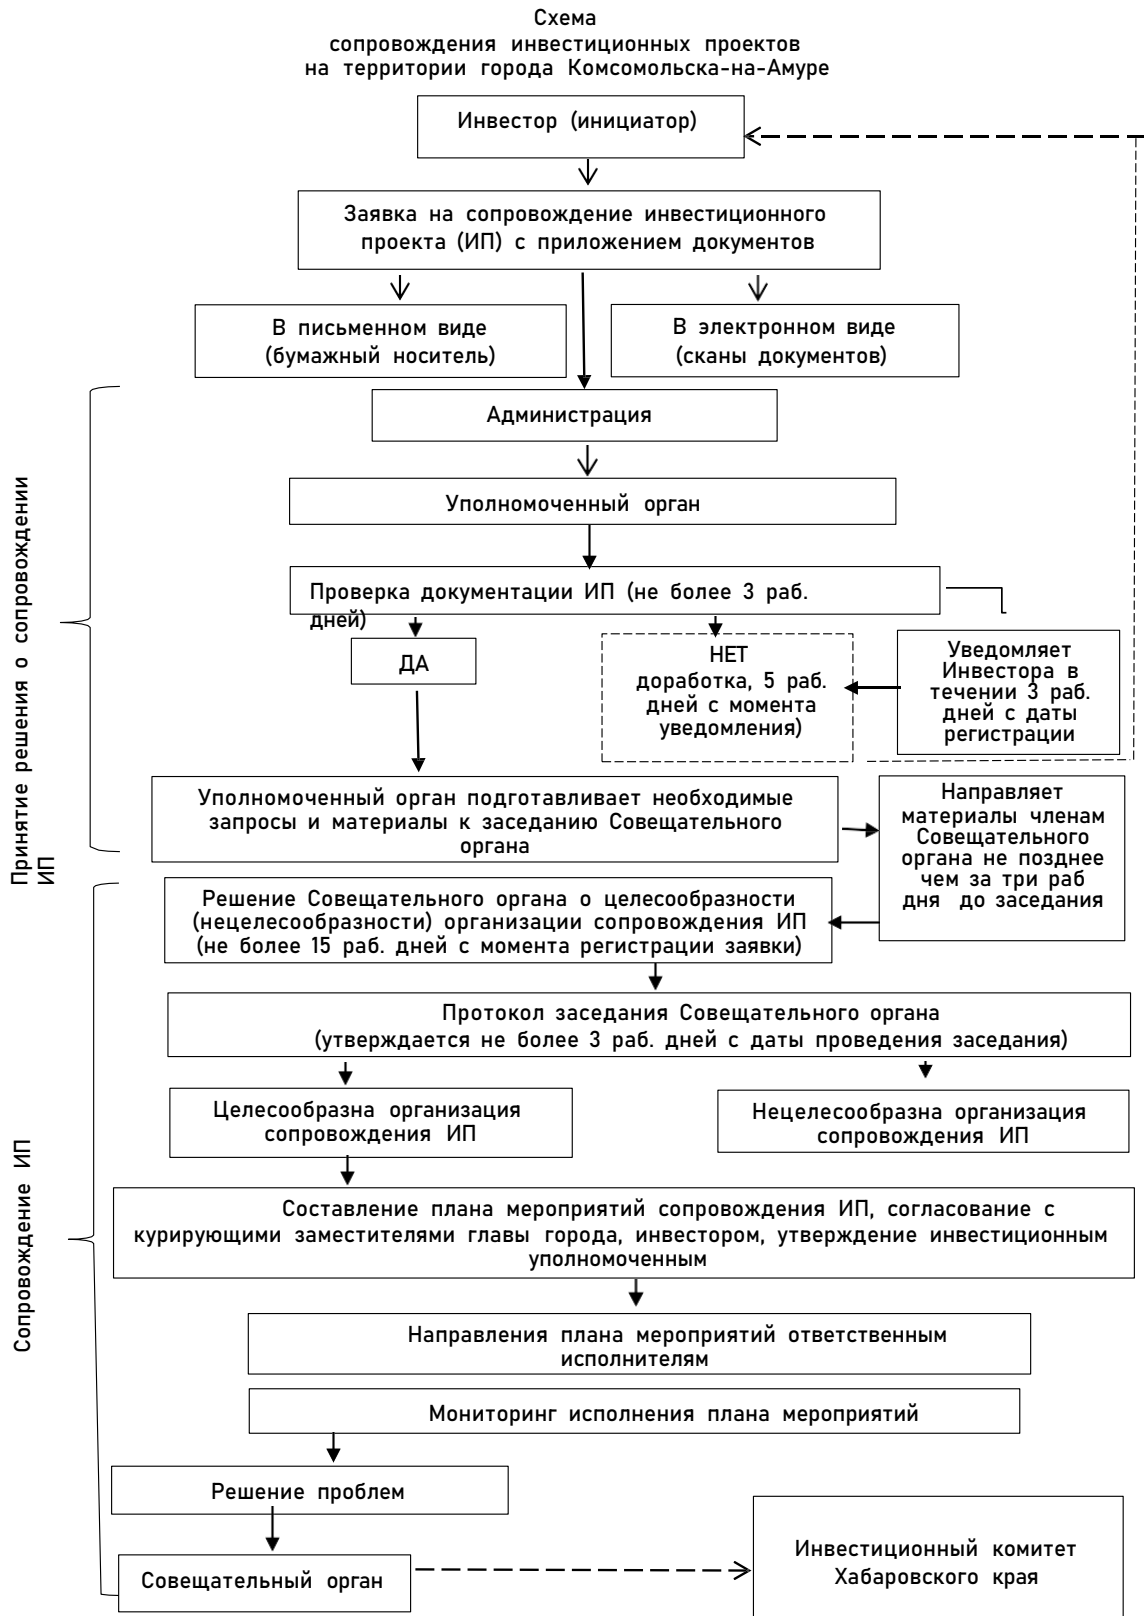 Схема
сопровождения инвестиционных проектов
на территории города Комсомольска-на-Амуре
Инвестор (инициатор)
Заявка на сопровождение инвестиционного
проекта (ИП) с приложением документов
В письменном виде
(бумажный носитель)
В электронном виде
(сканы документов)
Администрация
Уполномоченный орган
Проверка документации ИП (не более 3 раб.
дней)
ДА
НЕТ
доработка, 5 раб.
дней с момента
уведомления)
Уведомляет
Инвестора в
течении 3 раб.
дней с даты
регистрации
Принятие решения о сопровождении
ИП
Уполномоченный орган подготавливает необходимые
запросы и материалы к заседанию Совещательного
органа
Направляет
материалы членам
Совещательного
органа не позднее
чем за три раб
дня до заседания
Решение Совещательного органа о целесообразности
(нецелесообразности) организации сопровождения ИП
(не более 15 раб. дней с момента регистрации заявки)
Протокол заседания Совещательного органа
(утверждается не более 3 раб. дней с даты проведения заседания)
Целесообразна организация
сопровождения ИП
Нецелесообразна организация
сопровождения ИП
Сопровождение ИП
Составление плана мероприятий сопровождения ИП, согласование с
курирующими заместителями главы города, инвестором, утверждение инвестиционным
уполномоченным
Направления плана мероприятий ответственным
исполнителям
Мониторинг исполнения плана мероприятий
Решение проблем
Совещательный орган
Инвестиционный комитет
Хабаровского края